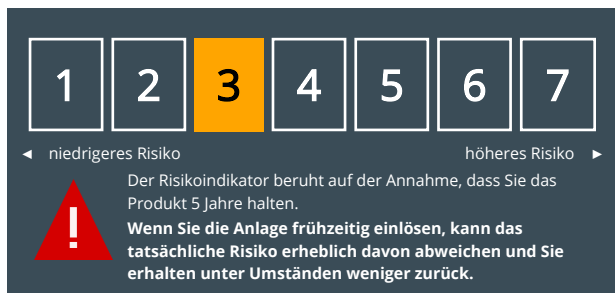 1 2 3 4 5 6 7
◄ niedrigeres Risiko höheres Risiko ►
Der Risikoindikator beruht auf der Annahme, dass Sie das
Produkt 5 Jahre halten.
Wenn Sie die Anlage frühzeitig einlösen, kann das
tatsächliche Risiko erheblich davon abweichen und Sie
erhalten unter Umständen weniger zurück.
!